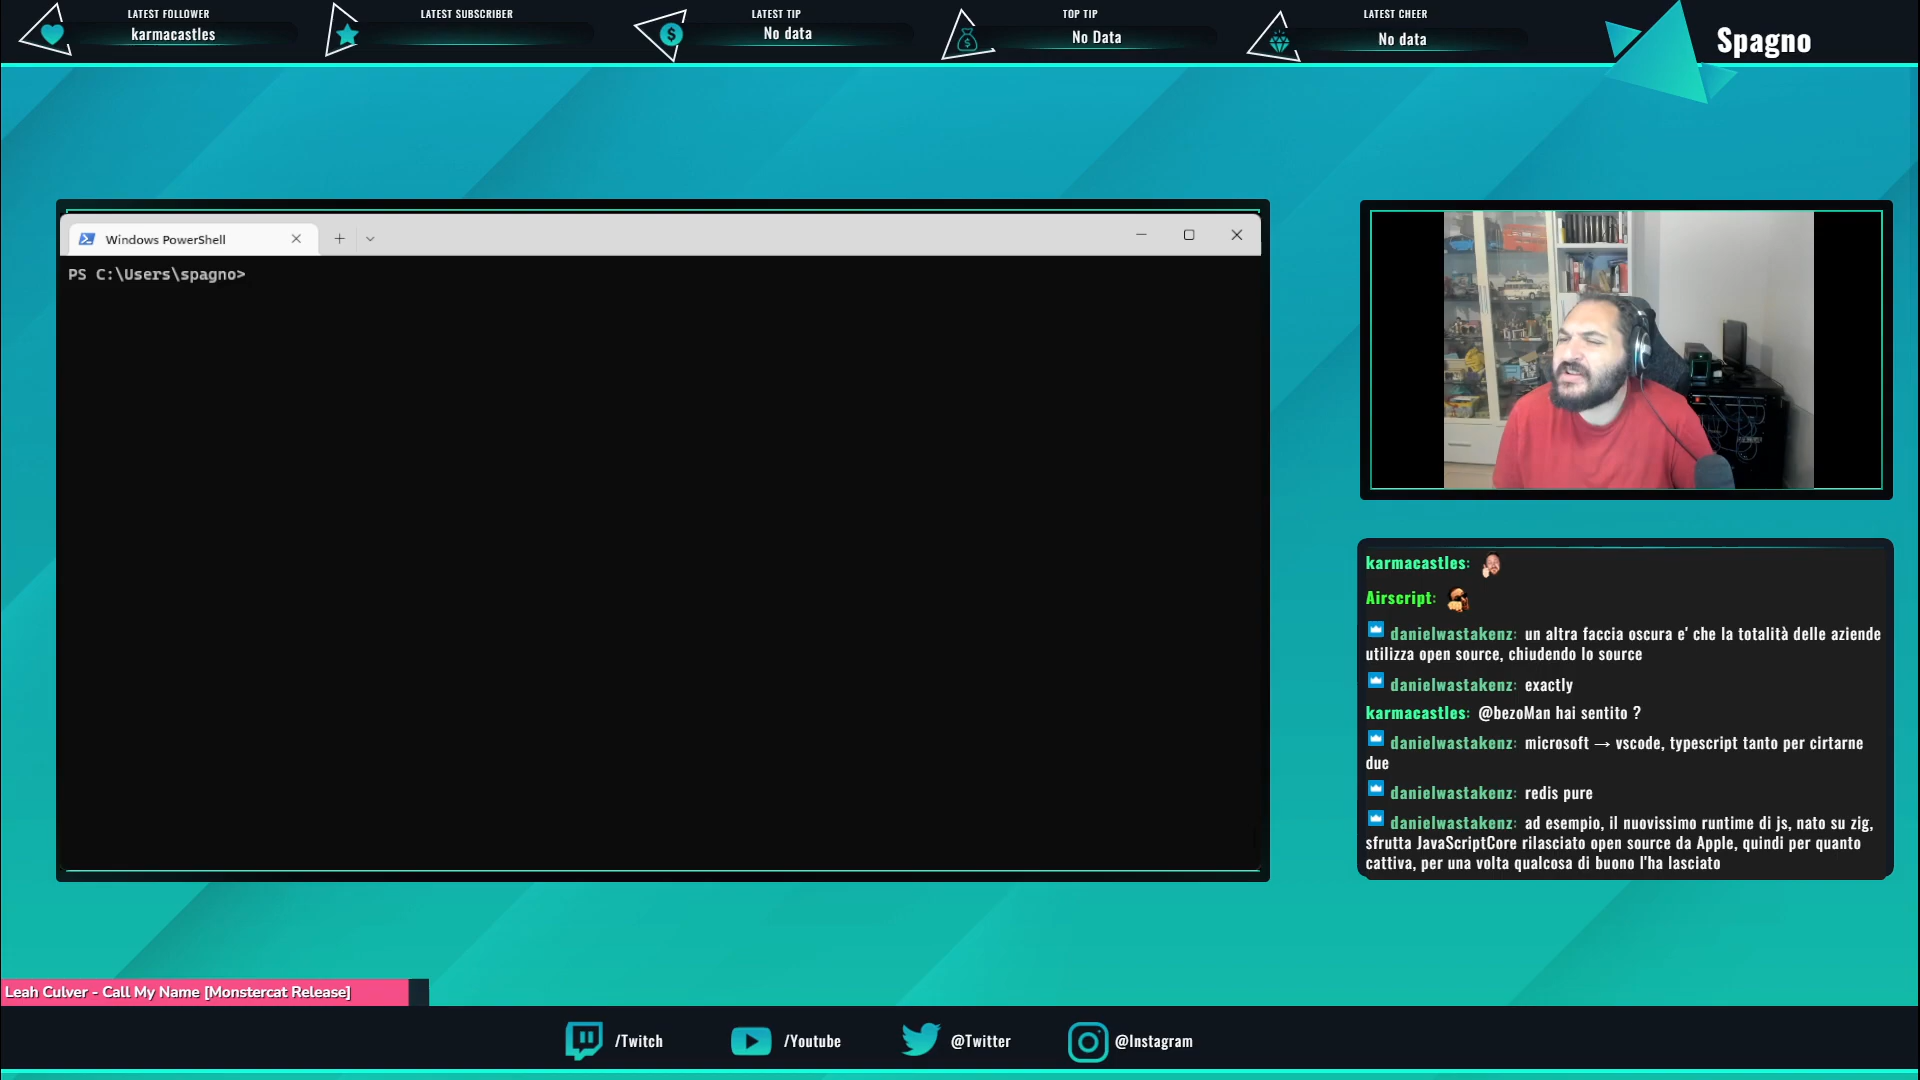 LATEST FOLLOWER
karmacastles
LATEST SUBSCRIBER
LATEST TIP
No data
TOP TIP
No Data
LATEST CHEER
No data
Spagno
Windows PowerShell
PS C:\Users\spagno>
karmacastles:
Airscript:
danielwastakenz: un altra faccia oscura e' che la totalità delle aziende
utilizza open source, chiudendo lo source
danielwastakenz: exactly
karmacastles: @bezoMan hai sentito ?
danielwastakenz: microsoft → vscode, typescript tanto per cirtarne
due
danielwastakenz: redis pure
danielwastakenz: ad esempio, il nuovissimo runtime di js, nato su zig,
sfrutta JavaScriptCore rilasciato open source da Apple, quindi per quanto
cattiva, per una volta qualcosa di buono l'ha lasciato
Leah Culver - Call My Name [Monstercat Release]
/Twitch
/Youtube
@Twitter
@Instagram